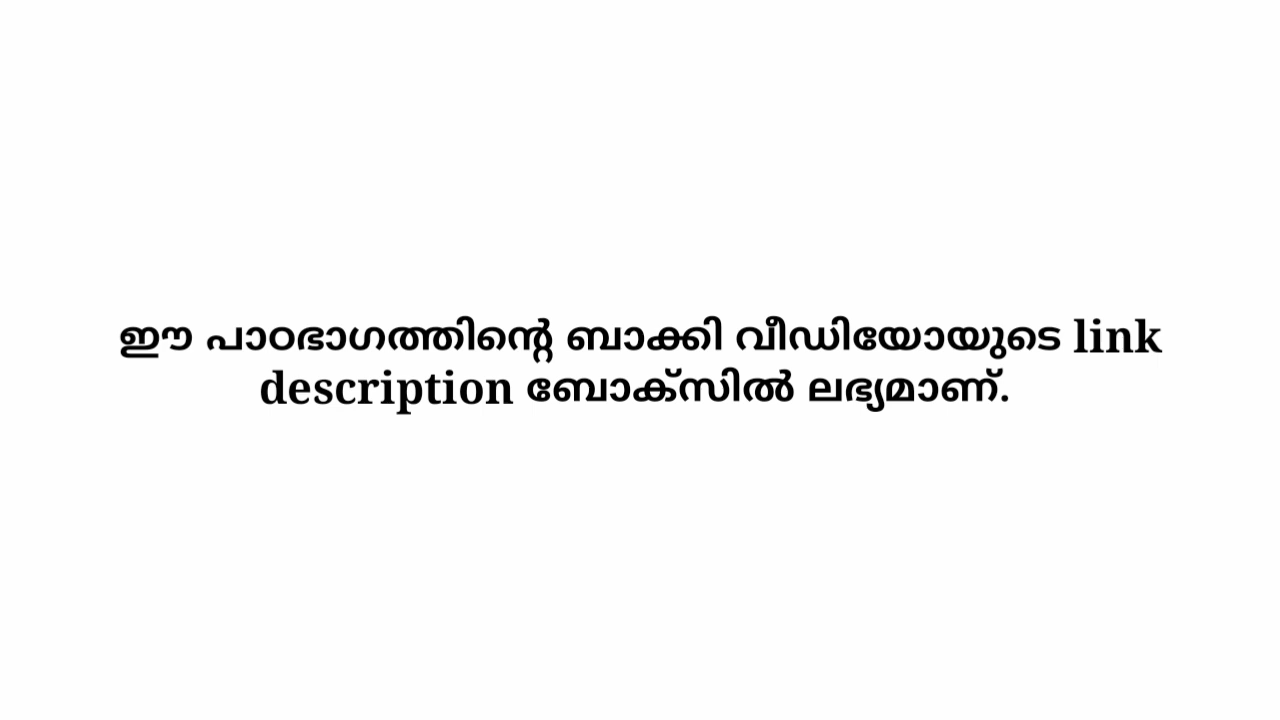 ഈ പാഠഭാഗത്തിന്റെ ബാക്കി വീഡിയോയുടെ link
description ബോക്സിൽ ലഭ്യമാണ്.